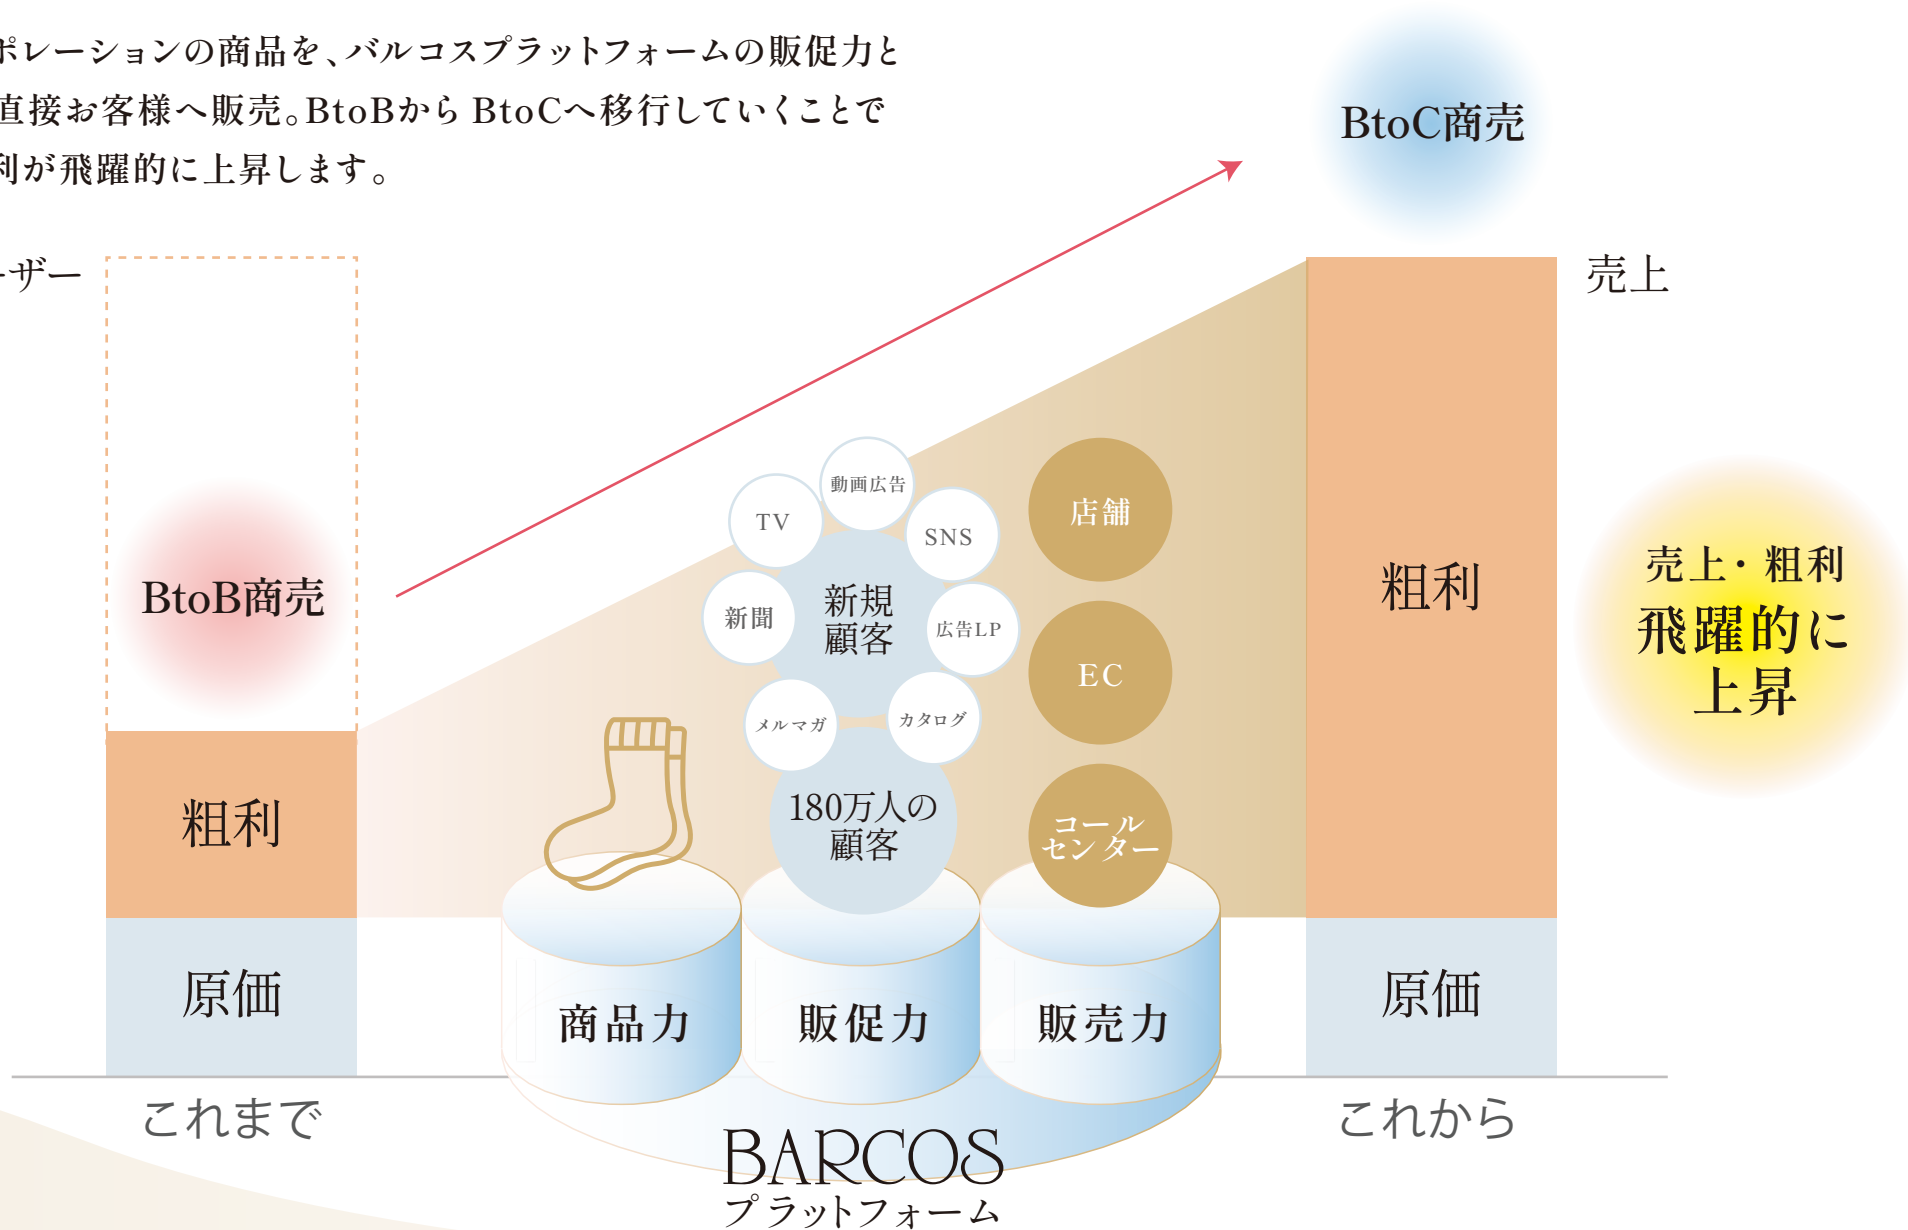 ポレーションの商品を、バルコスプラットフォームの販促力と
直接お客様へ販売。BtoBから BtoCへ移行していくことで
利が飛躍的に上昇します。
BtoC商売
ーザー
売上
BtoB商売
動画広告
TV
SNS
新聞
新規
顧客
広告LP
メルマガ
カタログ
180万人の
顧客
店舗
EC
コール
センター
粗利
売上・粗利
飛躍的に
上昇
粗利
原価
商品力
販促力
販売力
原価
これまで
これから
BARCOS
プラットフォーム